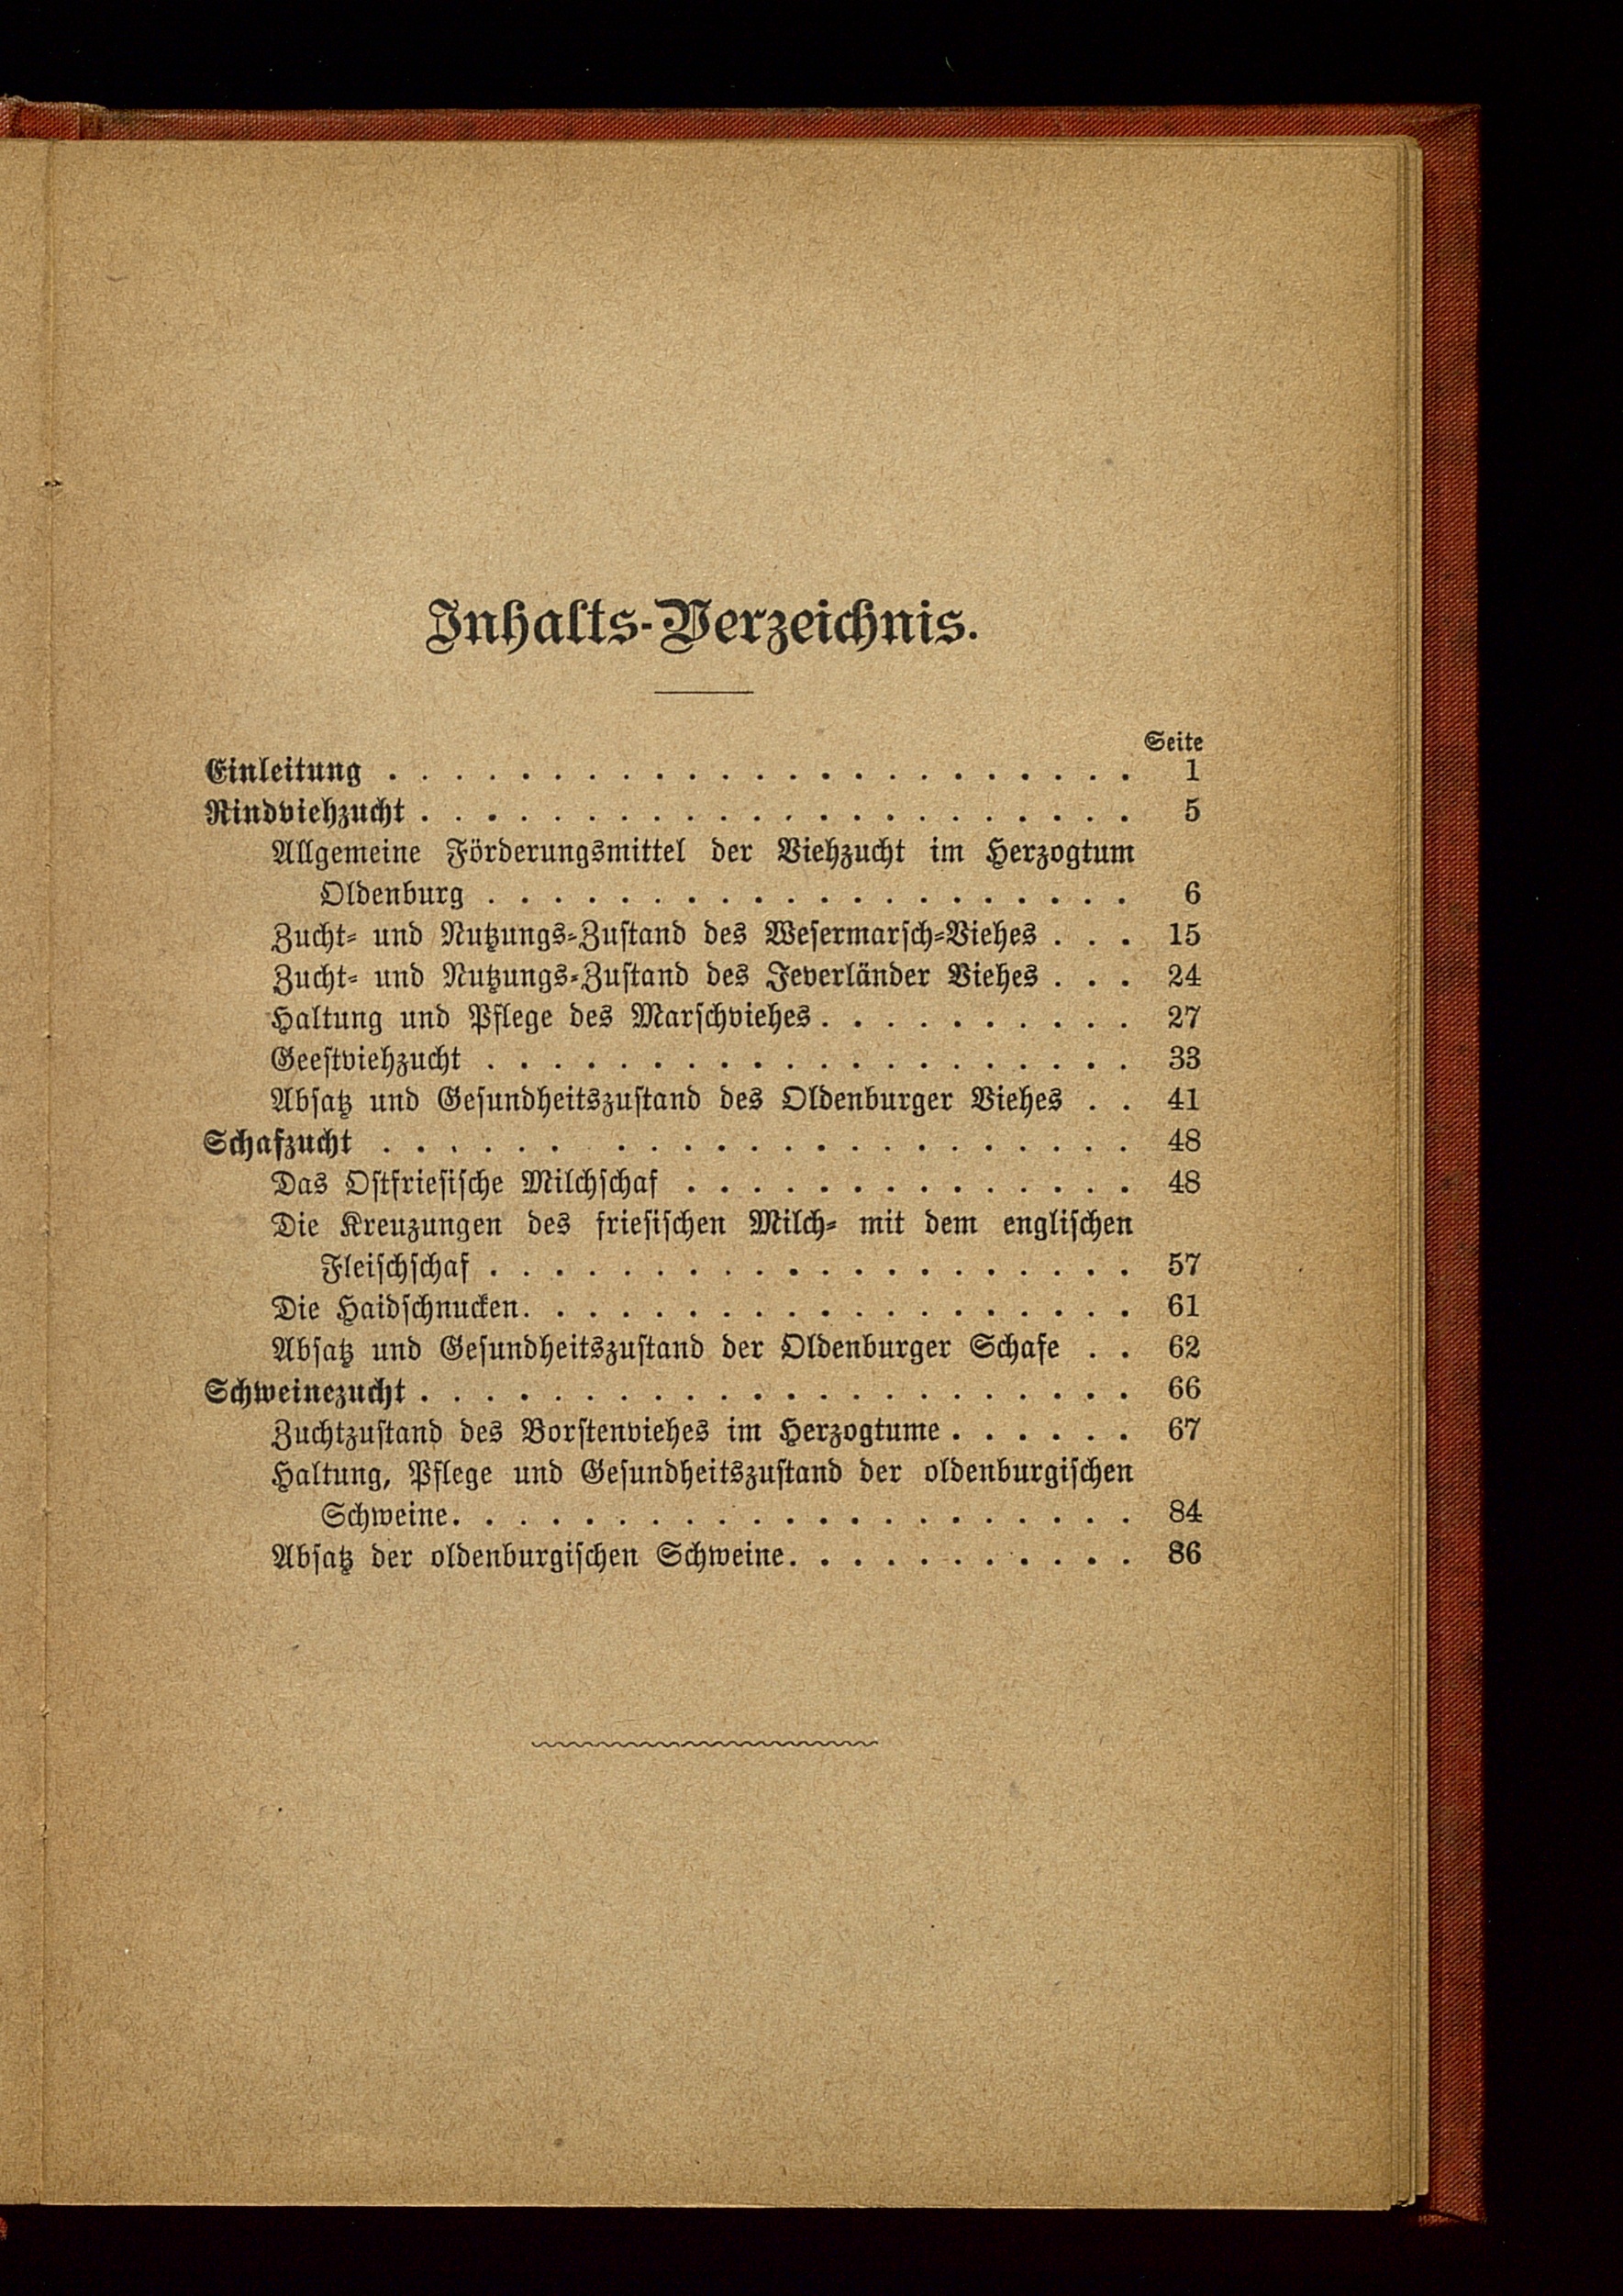 Inhalts-Verzeichnis.
Seite
Einleitung . . . . . . . . . . . . . . . . . . . . . . . 1
Rindviehzucht . . . . . . . . . . . . . . . . . . . . . . 5
Allgemeine Förderungsmittel der Viehzucht im Herzogtum
Oldenburg . . . . . . . . . . . . . . . . . . . . 6
Zucht- und Nutzungs-Zustand des Wesermarsch-Viehes . . . 15
Zucht- und Nutzungs-Zustand des Jeverländer Viehes . . . 24
Haltung und Pflege des Marschviehes . . . . . . . . . . 27
Geestviehzucht . . . . . . . . . . . . . . . . . . . . 33
Absatz und Gesundheitszustand des Oldenburger Viehes . . 41
Schafzucht . . . . . . . . . . . . . . . . . . . . . . 48
Das Ostfriesische Milchschaf . . . . . . . . . . . . . . 48
Die Kreuzungen des friesischen Milch- mit dem englischen
Fleischschaf . . . . . . . . . . . . . . . . . . . . 57
Die Haidschnucken . . . . . . . . . . . . . . . . . . . 61
Absatz und Gesundheitszustand der Oldenburger Schafe . . 62
Schweinezucht . . . . . . . . . . . . . . . . . . . . . . 66
Zuchtzustand des Borstenviehes im Herzogtume . . . . . . 67
Haltung, Pflege und Gesundheitszustand der oldenburgischen
Schweine . . . . . . . . . . . . . . . . . . . . . 84
Absatz der oldenburgischen Schweine . . . . . . . . . . . 86